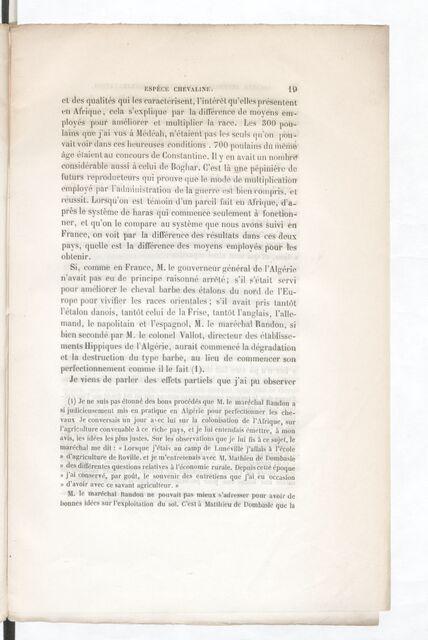 ESPÈCE CHEVALINE. 19
et des qualités qui les caractérisent, l'intérêt qu'elles présentent
en Afrique, cela s'explique par la différence de moyens em-
ployés pour améliorer et multiplier la race. Les 300 pou-
lains que j'ai vus à Médéah, n'étaient pas les seuls qu'on pou-
vait voir dans ces heureuses conditions. 700 poulains du même
âge étaient au concours de Constantine. Il y en avait un nombre
considérable aussi à celui de Boghar. C'est là une pépinière de
futurs reproducteurs qui prouve que le mode de multiplication
employé par l'administration de la guerre est bien compris, et
réussit. Lorsqu'on est témoin d'un pareil fait en Afrique, d'a-
près le système de haras qui commence seulement à fonction-
ner, et qu'on le compare au système que nous avons suivi en
France, on voit par la différence des résultats dans ces deux
pays, quelle est la différence des moyens employés pour les
obtenir.
Si, comme en France, M. le gouverneur général de l'Algérie
n'avait pas eu de principe raisonné arrêté; s'il s'était servi
pour améliorer le cheval barbe des étalons du nord de l'Eu-
rope pour vivifier les races orientales; s'il avait pris tantôt
l'étalon danois, tantôt celui de la Frise, tantôt l'anglais, l'alle-
mand, le napolitain et l'espagnol, M. le maréchal Randon, si
bien secondé par M. le colonel Vallot, directeur des établisse-
ments Hippiques de l'Algérie, aurait commencé la dégradation
et la destruction du type barbe, au lieu de commencer son
perfectionnement comme il le fait (1).
Je viens de parler des effets partiels que j'ai pu observer
(1) Je ne suis pas étonné des bons procédés que M. le maréchal Randon a
si judicieusement mis en pratique en Algérie pour perfectionner les che-
vaux Je conversais un jour avec lui sur la colonisation de l'Afrique, sur
l'agriculture convenable à ce riche pays, et je lui entendais émettre, à mon
avis, les idées les plus justes. Sur les observations que je lui fis à ce sujet, le
maréchal me dit: « Lorsque j'étais au camp de Lunéville j'allais à l'école
» d'agriculture de Roville, et je m'entretenais avec M. Mathieu de Dombasle
» des différentes questions relatives à l'économie rurale. Depuis cette époque
» j'ai conservé, par goût, le souvenir des entretiens que j'ai eu occasion
» d'avoir avec ce savant agriculteur. »
M. le maréchal Randon ne pouvait pas mieux s'adresser pour avoir de
bonnes idées sur l'exploitation du sol. C'est à Matthieu de Dombasle que la